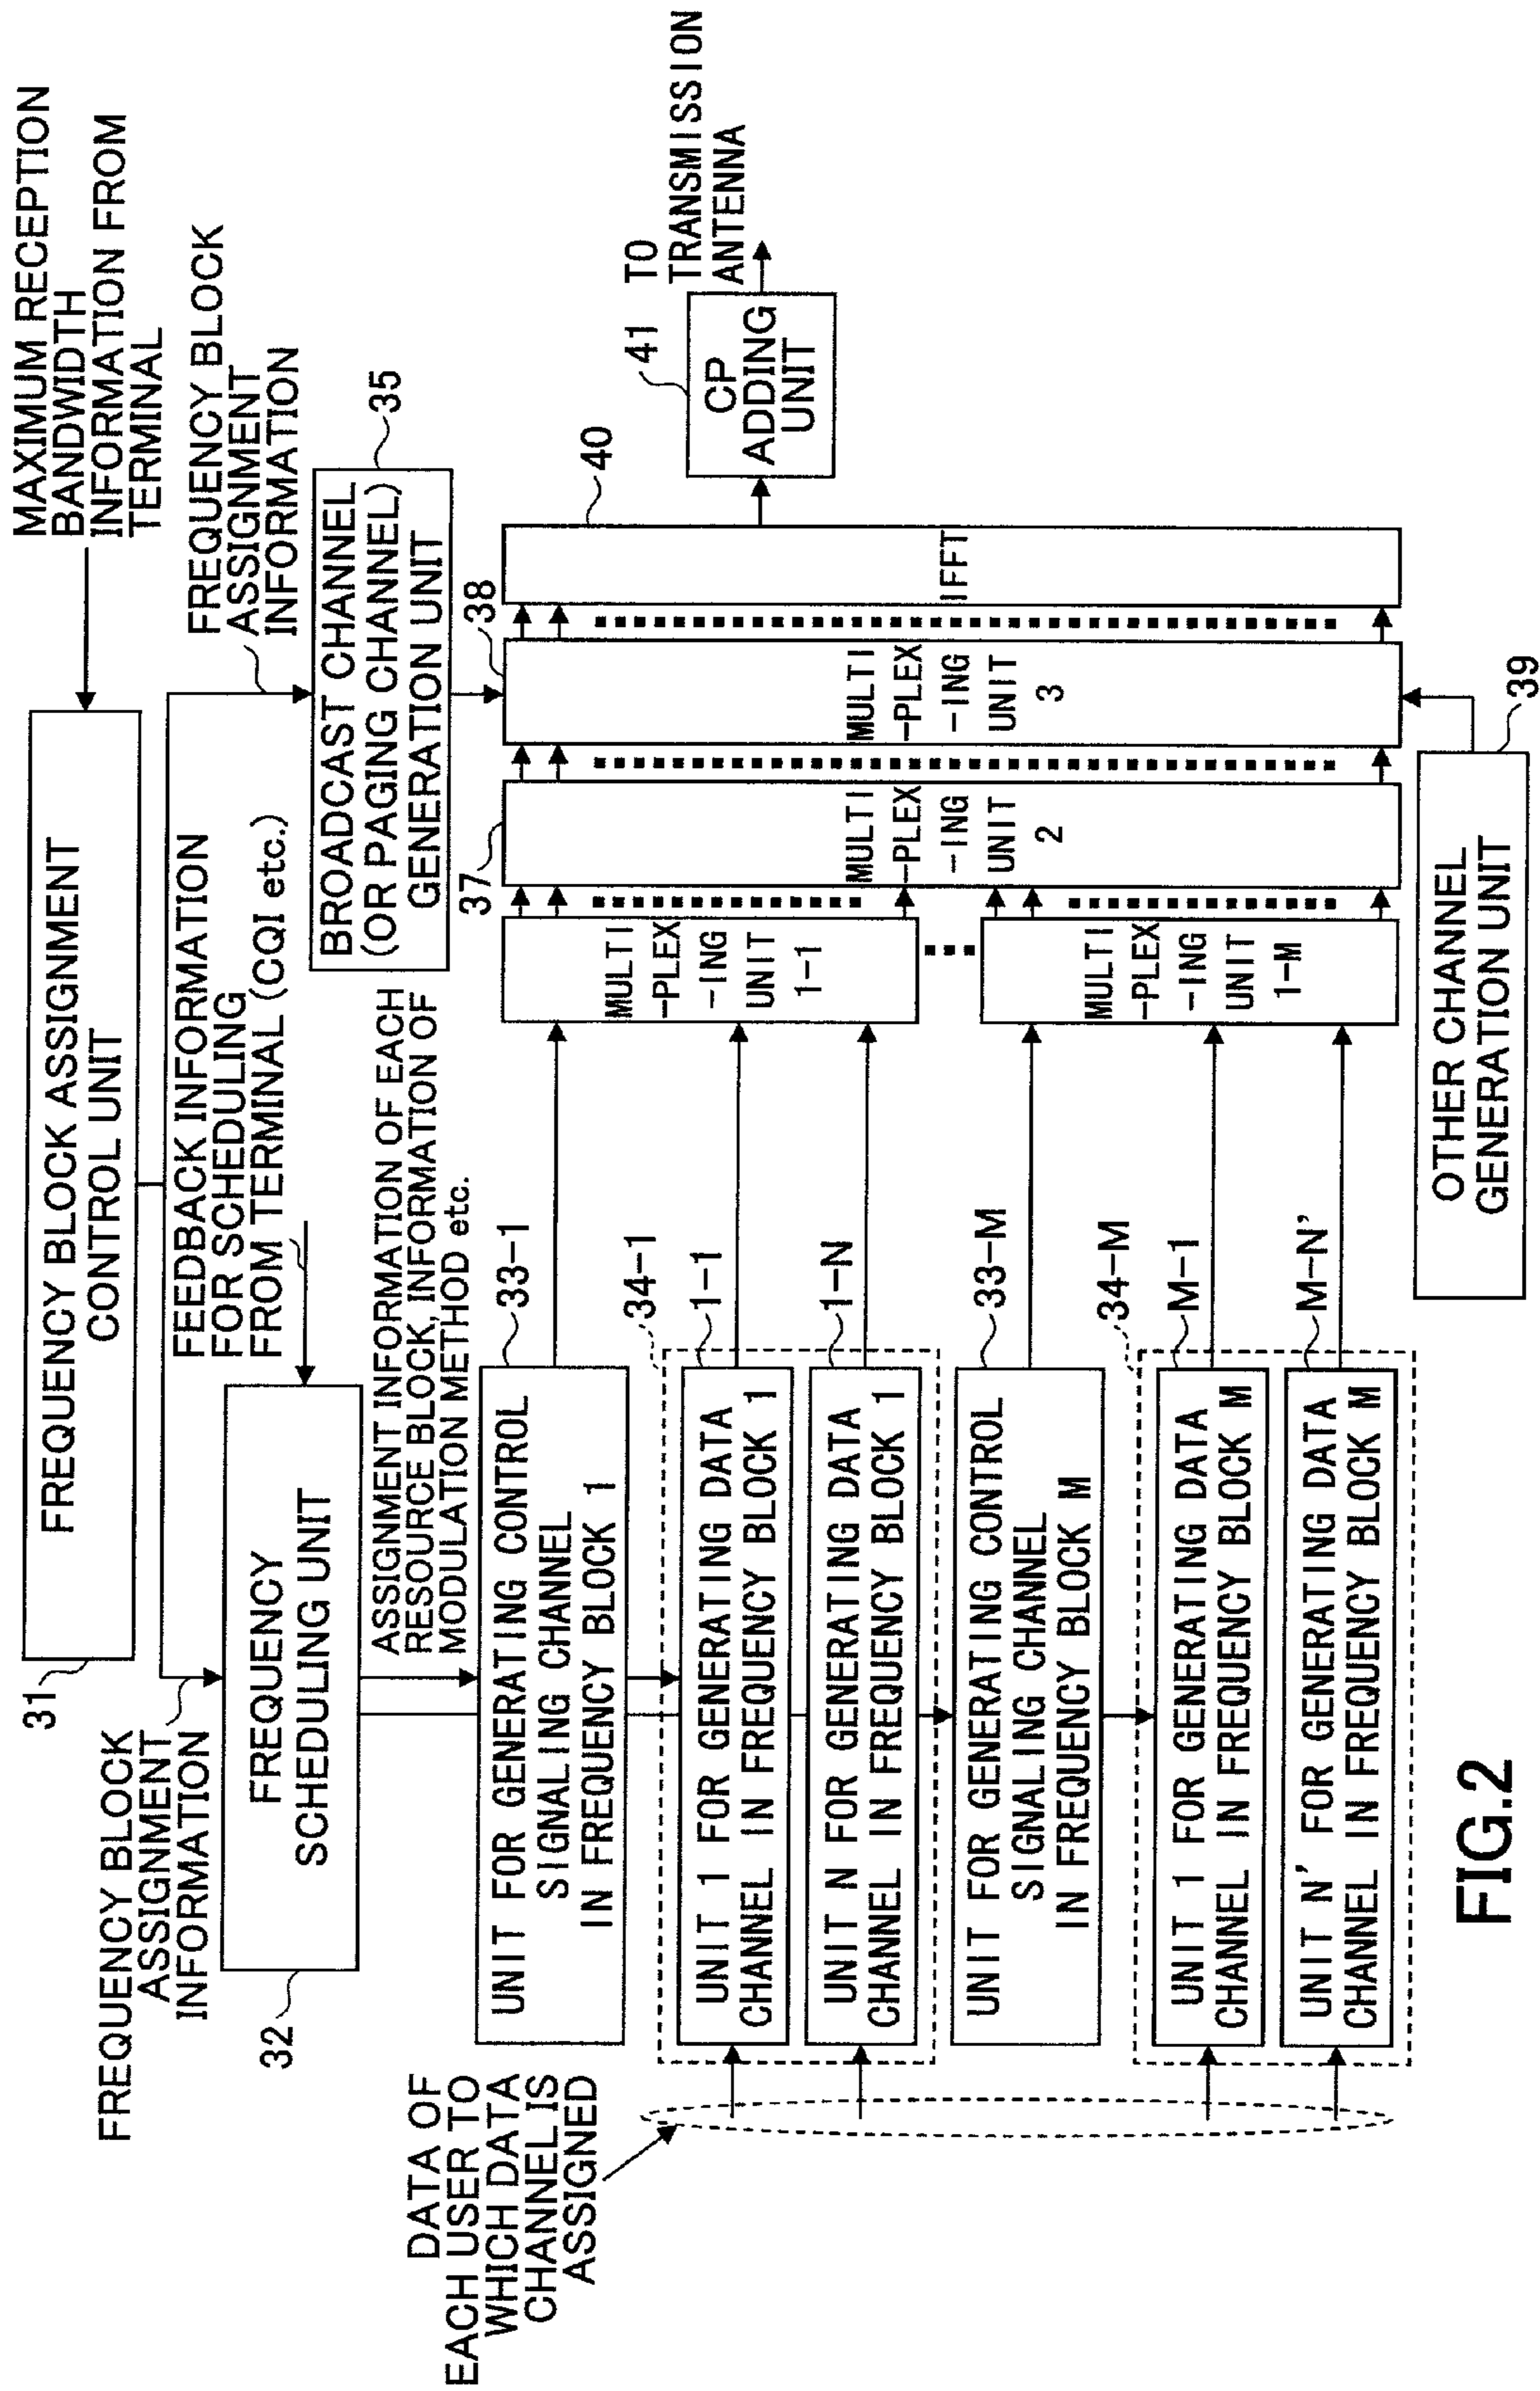 MAXIMUM RECEPTION
BANDWIDTH
INFORMATION FROM
TERMINAL
31
FREQUENCY BLOCK ASSIGNMENT
CONTROL UNIT
FREQUENCY BLOCK
ASSIGNMENT
INFORMATION
FREQUENCY BLOCK
ASSIGNMENT
INFORMATION
FEEDBACK INFORMATION
FOR SCHEDULING
FROM TERMINAL (CQI etc.)
32
FREQUENCY
SCHEDULING UNIT
35
BROADCAST CHANNEL
(OR PAGING CHANNEL)
GENERATION UNIT
ASSIGNMENT INFORMATION OF EACH
RESOURCE BLOCK, INFORMATION OF
MODULATION METHOD etc.
DATA OF
EACH USER TO
WHICH DATA
CHANNEL IS
ASSIGNED
33-1
UNIT FOR GENERATING CONTROL
SIGNALING CHANNEL
IN FREQUENCY BLOCK 1
34-1
1-1
UNIT 1 FOR GENERATING DATA
CHANNEL IN FREQUENCY BLOCK 1
1-N
UNIT N FOR GENERATING DATA
CHANNEL IN FREQUENCY BLOCK 1
33-M
UNIT FOR GENERATING CONTROL
SIGNALING CHANNEL
IN FREQUENCY BLOCK M
34-M
M-1
UNIT 1 FOR GENERATING DATA
CHANNEL IN FREQUENCY BLOCK M
M-N'
UNIT N' FOR GENERATING DATA
CHANNEL IN FREQUENCY BLOCK M
MULTI
-PLEX
-ING
UNIT
1-1
MULTI
-PLEX
-ING
UNIT
1-M
37
MULTI
-PLEX
-ING
UNIT
2
38
MULTI
-PLEX
-ING
UNIT
3
40
IFFT
41
CP
ADDING
UNIT
TO
TRANSMISSION
ANTENNA
OTHER CHANNEL
GENERATION UNIT
39
FIG.2